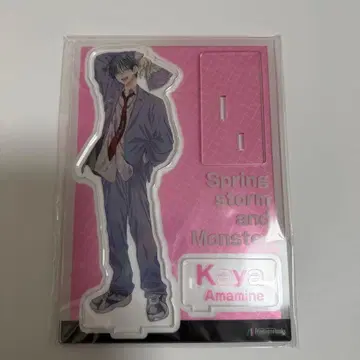 Spring
storm
and
Monster
Kaya
Amamine